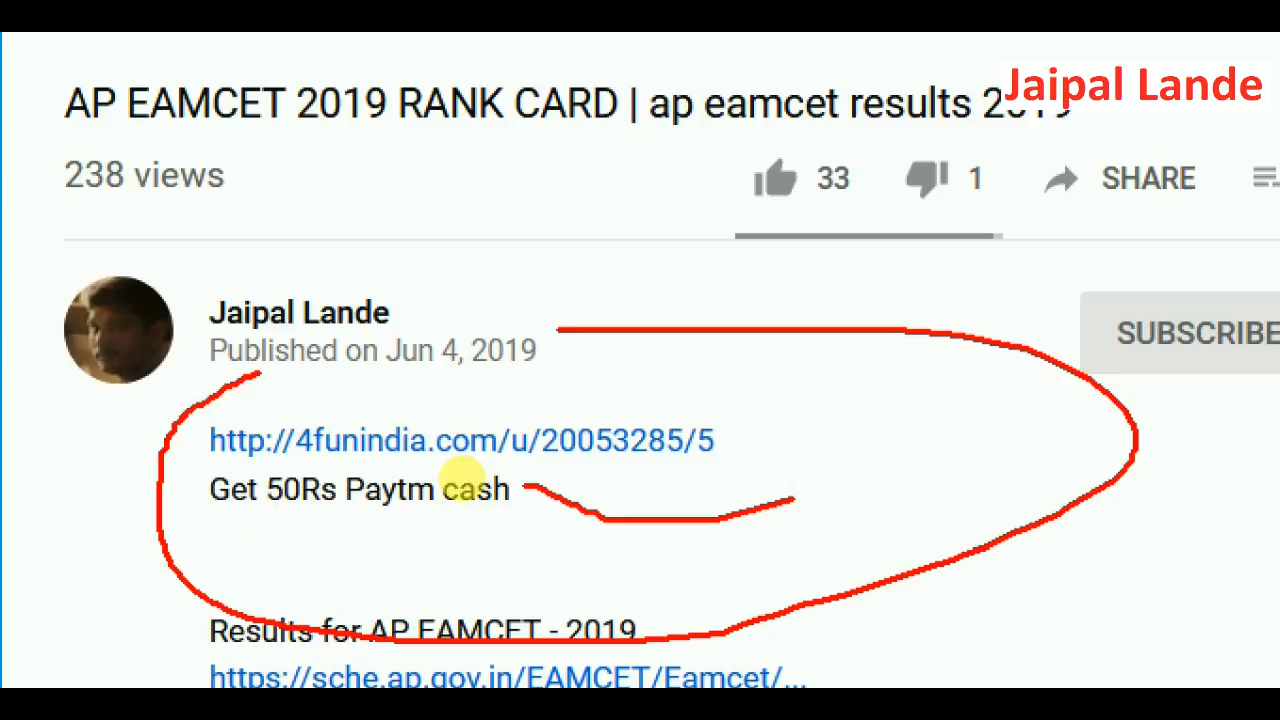 Jaipal Lande
AP EAMCET 2019 RANK CARD | ap eamcet results 2019
238 views
33
1
SHARE
Jaipal Lande
Published on Jun 4, 2019
SUBSCRIBE
http://4funindia.com/u/20053285/5
Get 50Rs Paytm cash
Results for AP EAMCET - 2019
https://sche.ap.gov.in/EAMCET/Eamcet/...